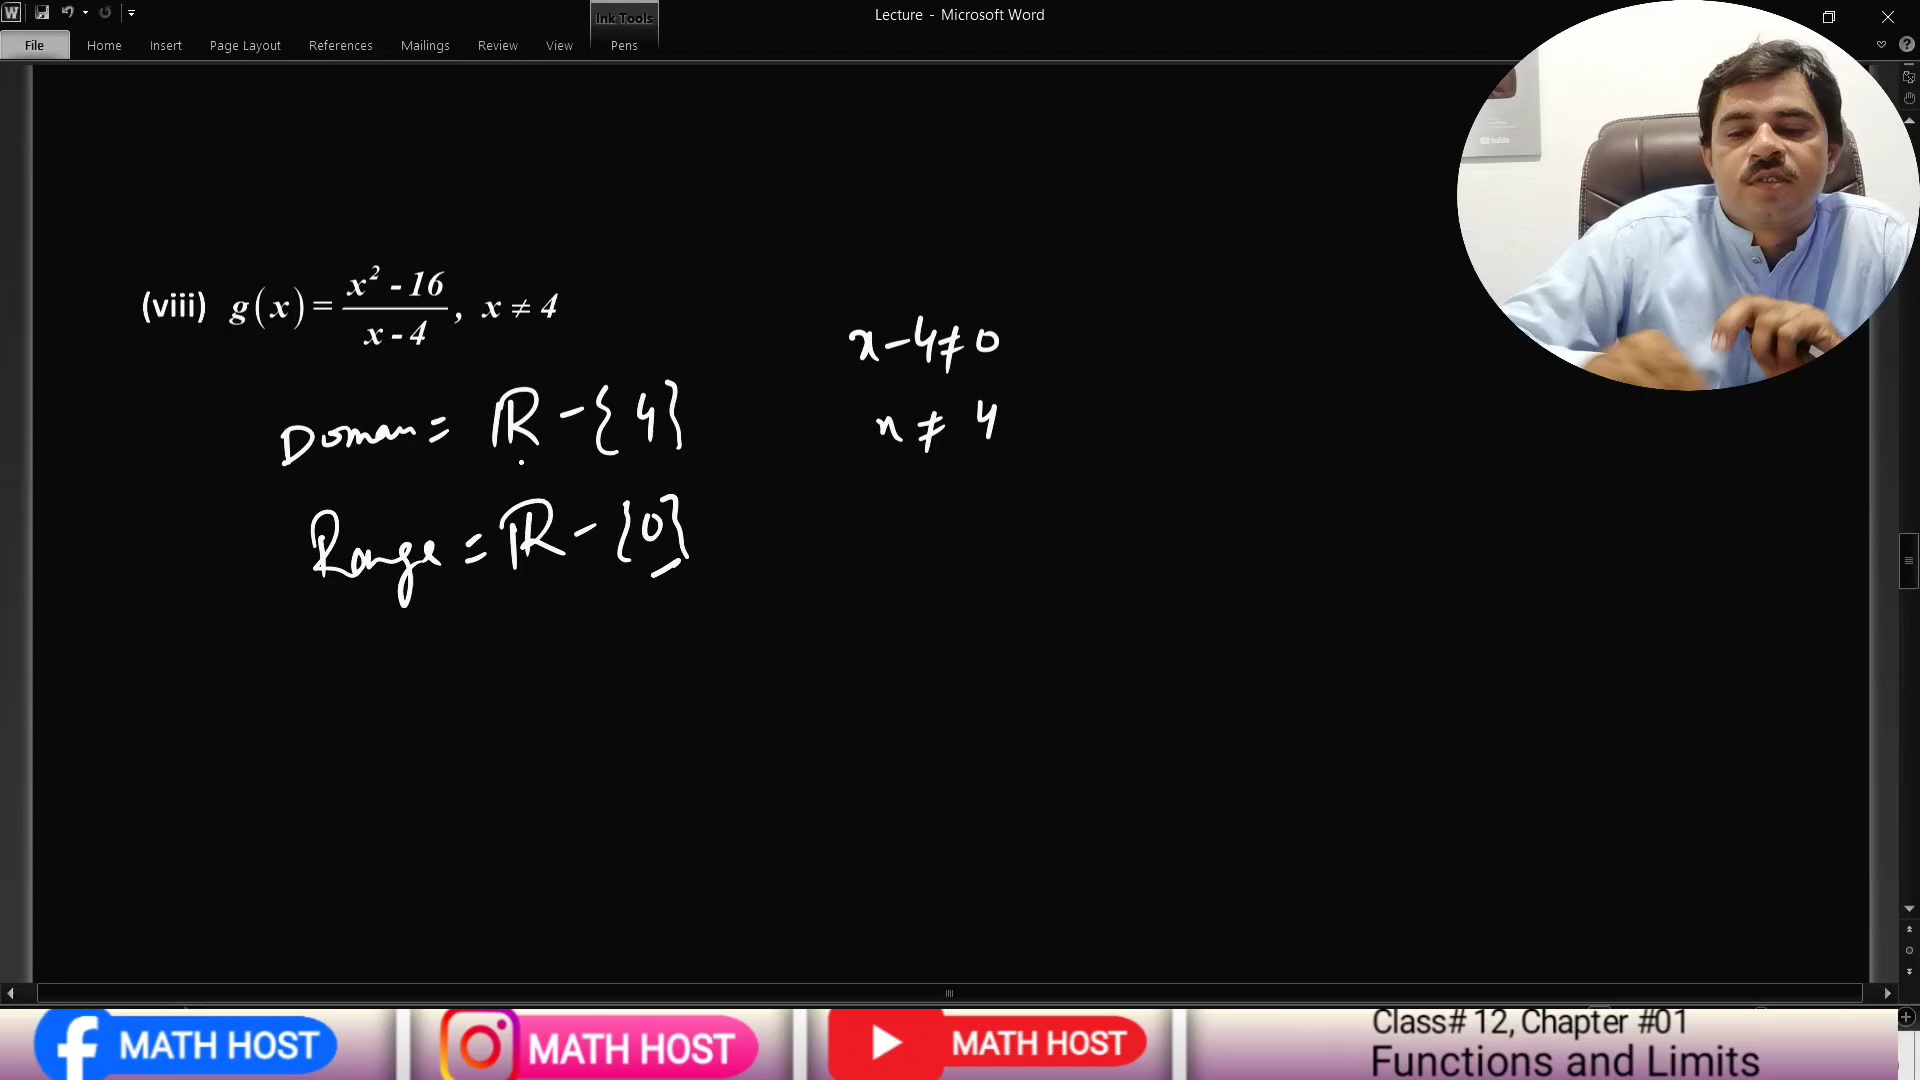 Lecture - Microsoft Word
Ink Tools
File Home Insert Page Layout References Mailings Review View Pens
YouTube
(viii) g(x) = x² - 16 / x - 4 , x ≠ 4
x - 4 ≠ 0
x ≠ 4
Domain = ℝ - {4}
Range = ℝ - {0}
MATH HOST
MATH HOST
MATH HOST
Class# 12, Chapter #01
Functions and Limits